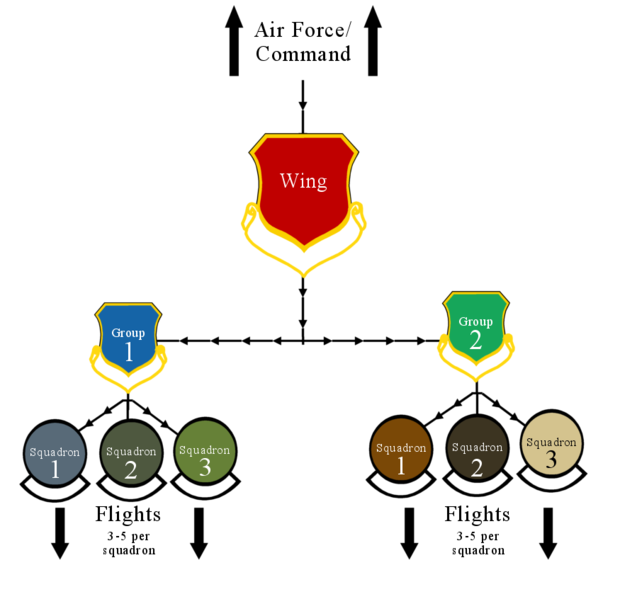 Air Force/
Command
Wing
Group
1
Group
2
Squadron
1
Squadron
2
Squadron
3
Squadron
1
Squadron
2
Squadron
3
Flights
3-5 per
squadron
Flights
3-5 per
squadron